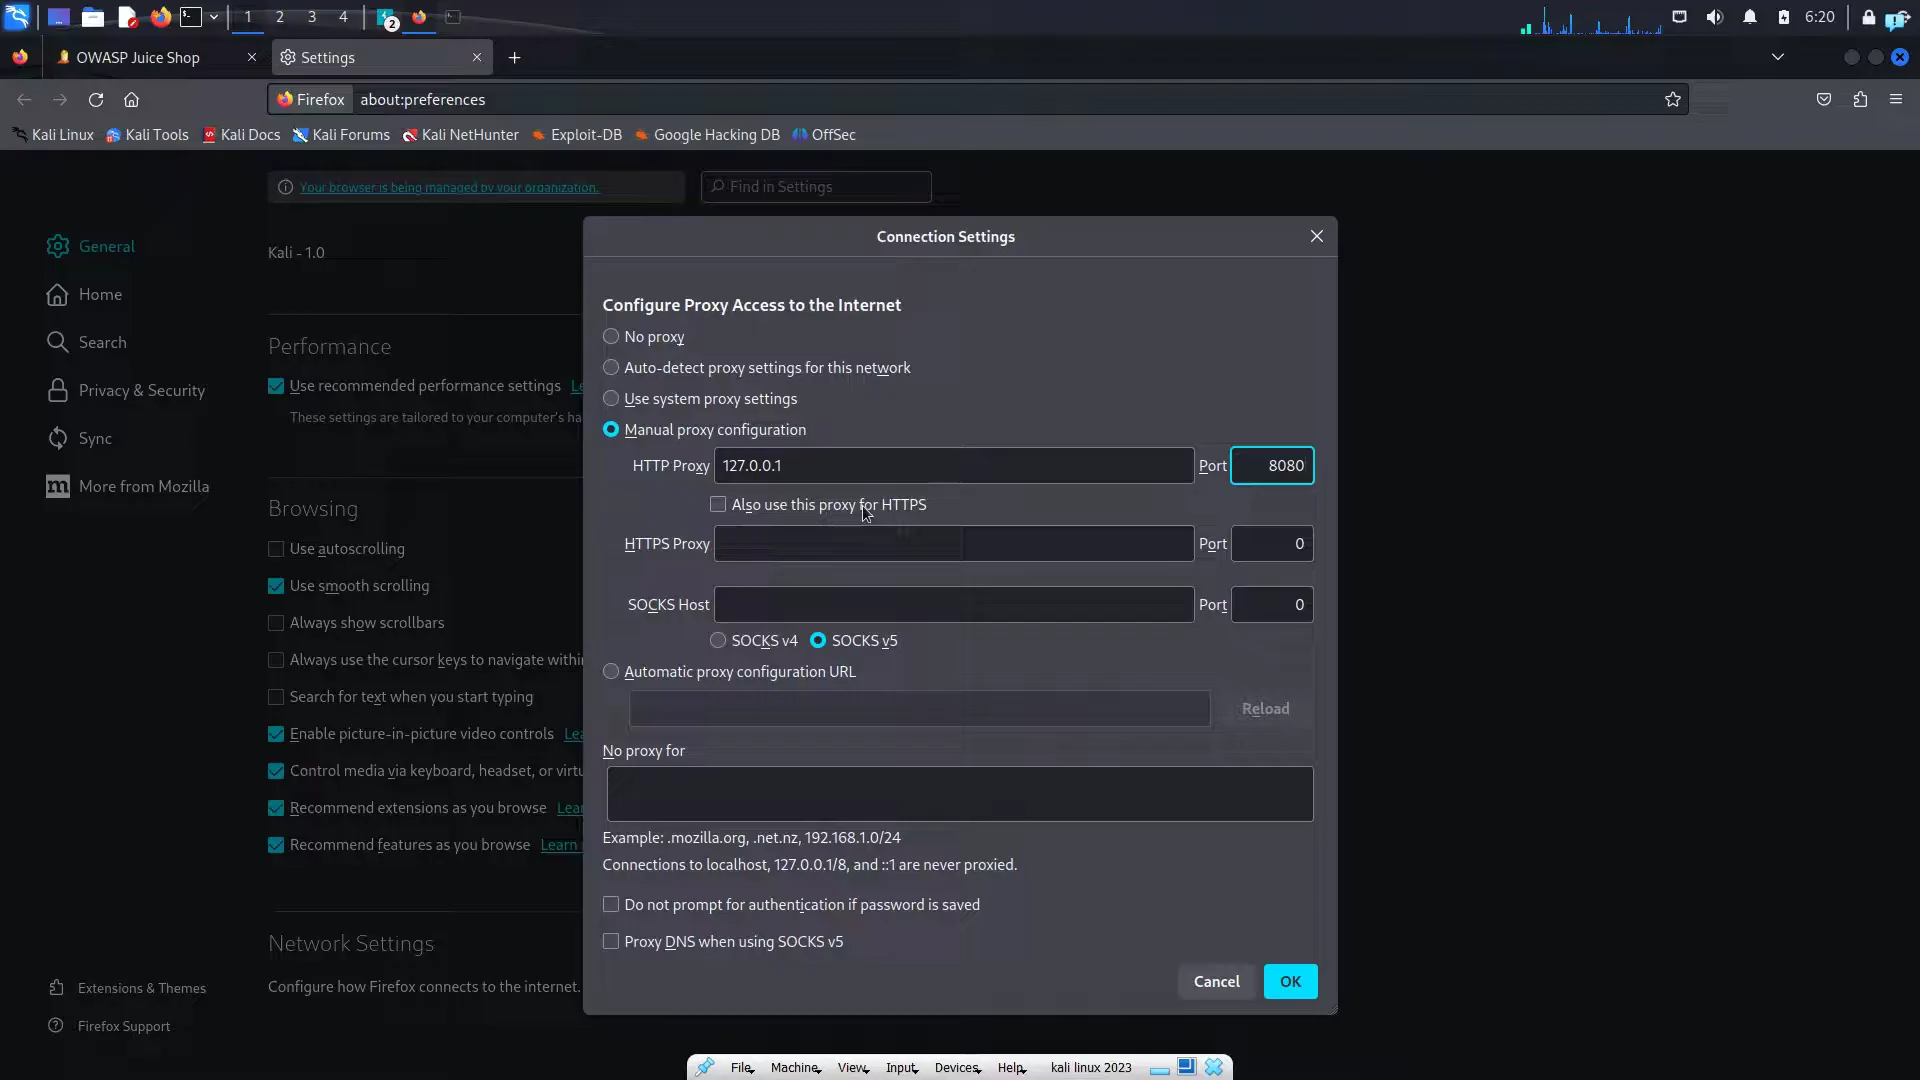 1 2 3 4 2 6:20
OWASP Juice Shop Settings
Firefox about:preferences
Kali Linux Kali Tools Kali Docs Kali Forums Kali NetHunter Exploit-DB Google Hacking DB OffSec
Your browser is being managed by your organization. Find in Settings
Kali - 1.0
General
Home
Search
Privacy & Security
Sync
More from Mozilla
Extensions & Themes
Firefox Support
Performance
Use recommended performance settings Le
These settings are tailored to your computer's ha
Browsing
Use autoscrolling
Use smooth scrolling
Always show scrollbars
Always use the cursor keys to navigate within
Search for text when you start typing
Enable picture-in-picture video controls Lea
Control media via keyboard, headset, or virtu
Recommend extensions as you browse Lear
Recommend features as you browse Learn
Network Settings
Configure how Firefox connects to the internet.
Connection Settings
Configure Proxy Access to the Internet
No proxy
Auto-detect proxy settings for this network
Use system proxy settings
Manual proxy configuration
HTTP Proxy 127.0.0.1 Port 8080
Also use this proxy for HTTPS
HTTPS Proxy Port 0
SOCKS Host Port 0
SOCKS v4 SOCKS v5
Automatic proxy configuration URL
Reload
No proxy for
Example: .mozilla.org, .net.nz, 192.168.1.0/24
Connections to localhost, 127.0.0.1/8, and ::1 are never proxied.
Do not prompt for authentication if password is saved
Proxy DNS when using SOCKS v5
Cancel OK
File Machine View Input Devices Help kali linux 2023